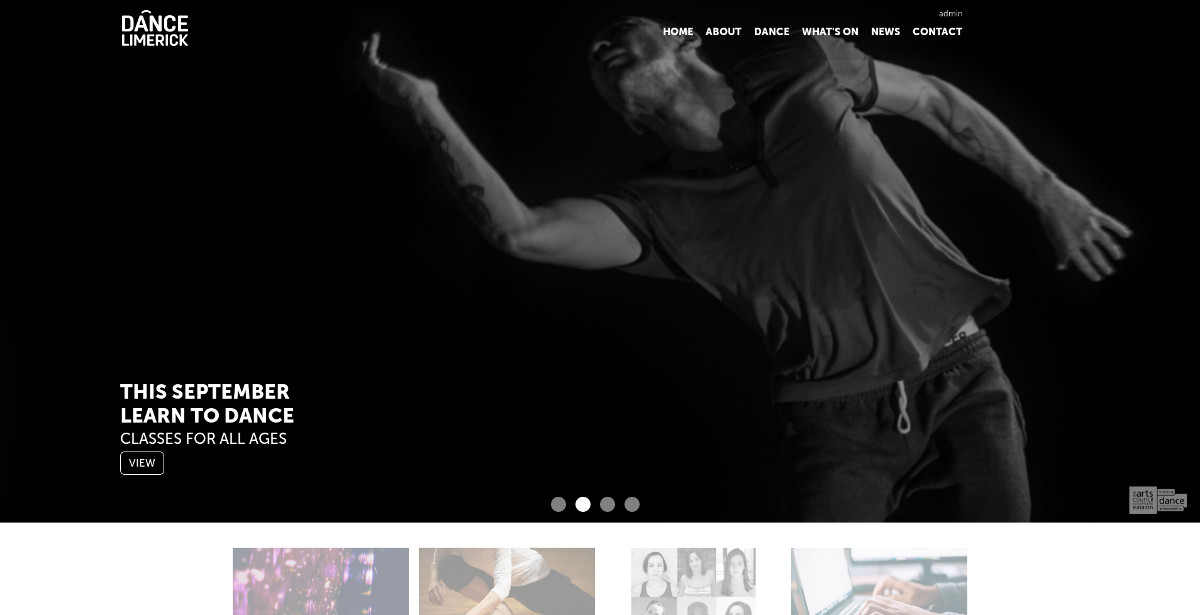 DANCE
LIMERICK
admin
HOME ABOUT DANCE WHAT'S ON NEWS CONTACT
THIS SEPTEMBER
LEARN TO DANCE
CLASSES FOR ALL AGES
VIEW
arts
council
ealaíon
dance